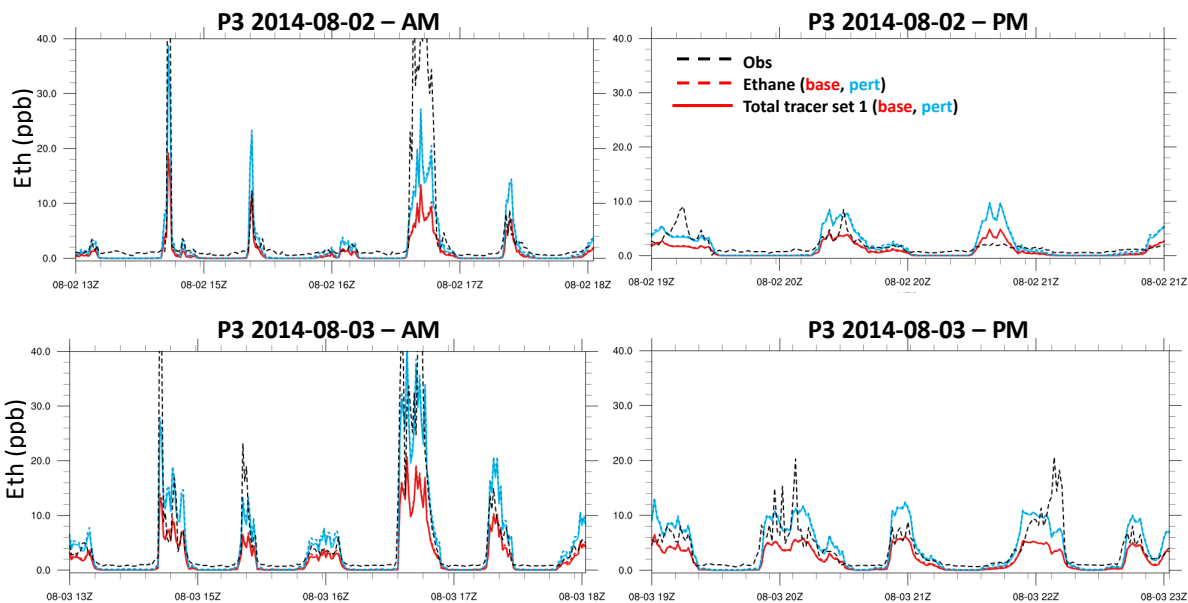 P3 2014-08-02 – AM
P3 2014-08-02 – PM
Eth (ppb)
40.0
30.0
20.0
10.0
0.0
08-02 13Z 08-02 15Z 08-02 16Z 08-02 17Z 08-02 18Z
40.0
30.0
20.0
10.0
0.0
Obs
Ethane (base, pert)
Total tracer set 1 (base, pert)
08-02 19Z 08-02 20Z 08-02 20Z 08-02 21Z 08-02 21Z
P3 2014-08-03 – AM
P3 2014-08-03 – PM
Eth (ppb)
40.0
30.0
20.0
10.0
0.0
08-03 13Z 08-03 15Z 08-03 16Z 08-03 17Z 08-03 18Z
40.0
30.0
20.0
10.0
0.0
08-03 19Z 08-03 20Z 08-03 21Z 08-03 22Z 08-03 23Z